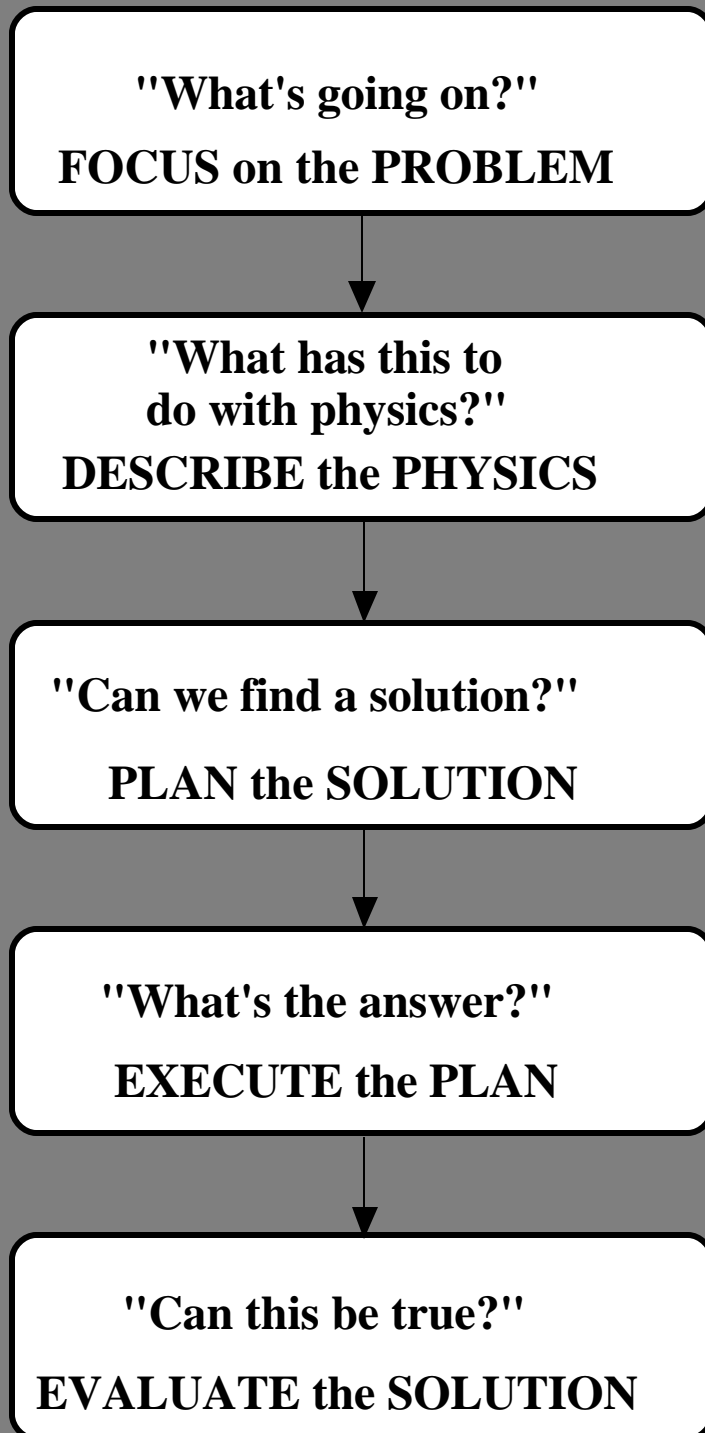 "What's going on?"
FOCUS on the PROBLEM
"What has this to
do with physics?"
DESCRIBE the PHYSICS
"Can we find a solution?"
PLAN the SOLUTION
"What's the answer?"
EXECUTE the PLAN
"Can this be true?"
EVALUATE the SOLUTION